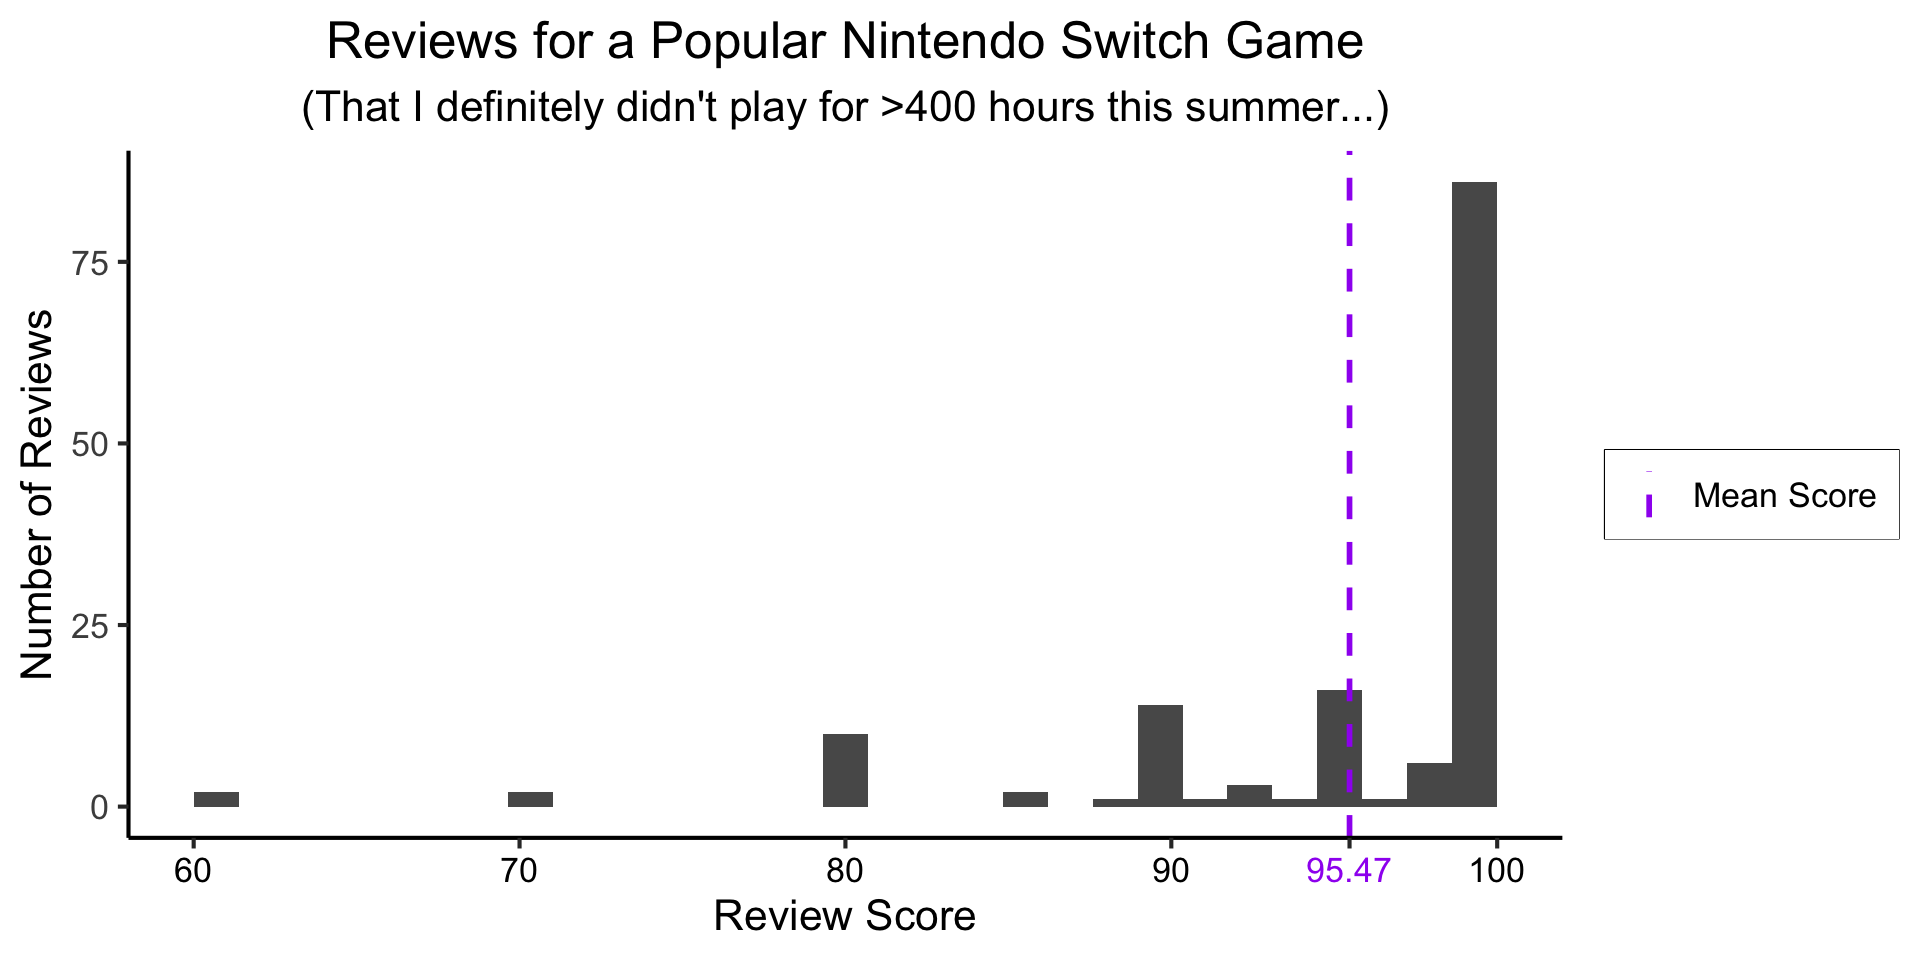 Reviews for a Popular Nintendo Switch Game
(That I definitely didn't play for >400 hours this summer...)
Number of Reviews
75
50
25
0
60 70 80 90 95.47 100
Review Score
Mean Score